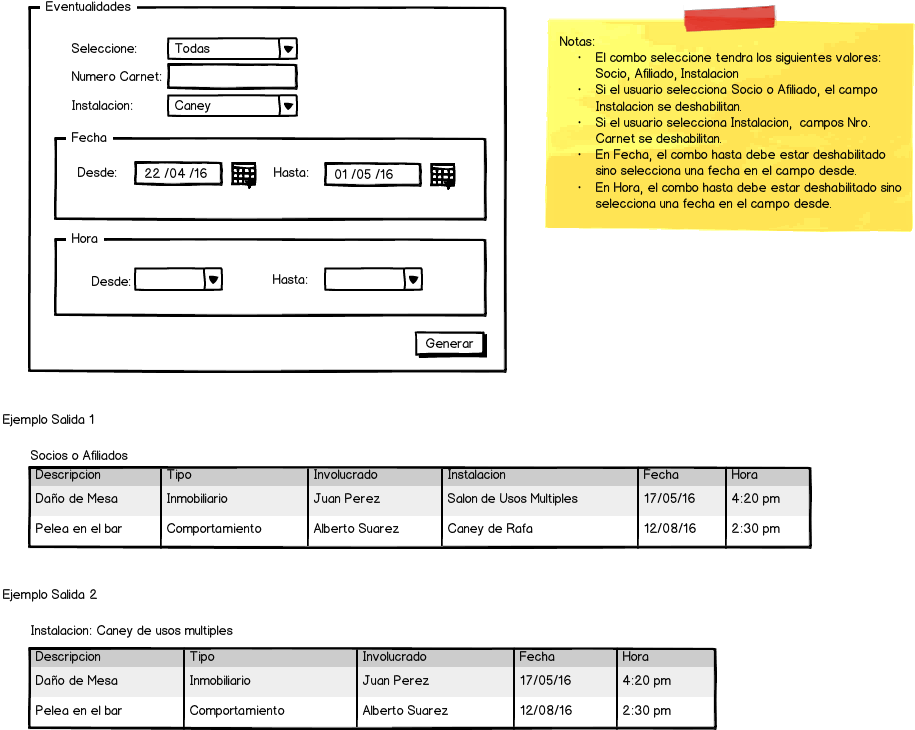 Eventualidades
Seleccione: Todas
Numero Carnet:
Instalacion: Caney
Fecha
Desde: 22 /04 /16 Hasta: 01 /05 /16
Hora
Desde: Hasta:
Generar
Notas:
· El combo seleccione tendra los siguientes valores:
Socio, Afiliado, Instalacion
· Si el usuario selecciona Socio o Afiliado, el campo
Instalacion se deshabilitan.
· Si el usuario selecciona Instalacion, campos Nro.
Carnet se deshabilitan.
· En Fecha, el combo hasta debe estar deshabilitado
sino selecciona una fecha en el campo desde.
· En Hora, el combo hasta debe estar deshabilitado sino
selecciona una fecha en el campo desde.
Ejemplo Salida 1
Socios o Afiliados
Descripcion Tipo Involucrado Instalacion Fecha Hora
Daño de Mesa Inmobiliario Juan Perez Salon de Usos Multiples 17/05/16 4:20 pm
Pelea en el bar Comportamiento Alberto Suarez Caney de Rafa 12/08/16 2:30 pm
Ejemplo Salida 2
Instalacion: Caney de usos multiples
Descripcion Tipo Involucrado Fecha Hora
Daño de Mesa Inmobiliario Juan Perez 17/05/16 4:20 pm
Pelea en el bar Comportamiento Alberto Suarez 12/08/16 2:30 pm